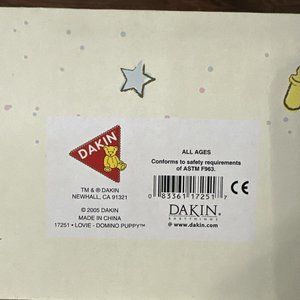 DAKIN
TM & ® DAKIN
NEWHALL, CA 91321
© 2005 DAKIN
MADE IN CHINA
17251 • LOVIE - DOMINO PUPPY™
ALL AGES
Conforms to safety requirements
of ASTM F963.
0 83361 17251 7
CE
DAKIN
www.dakin.com